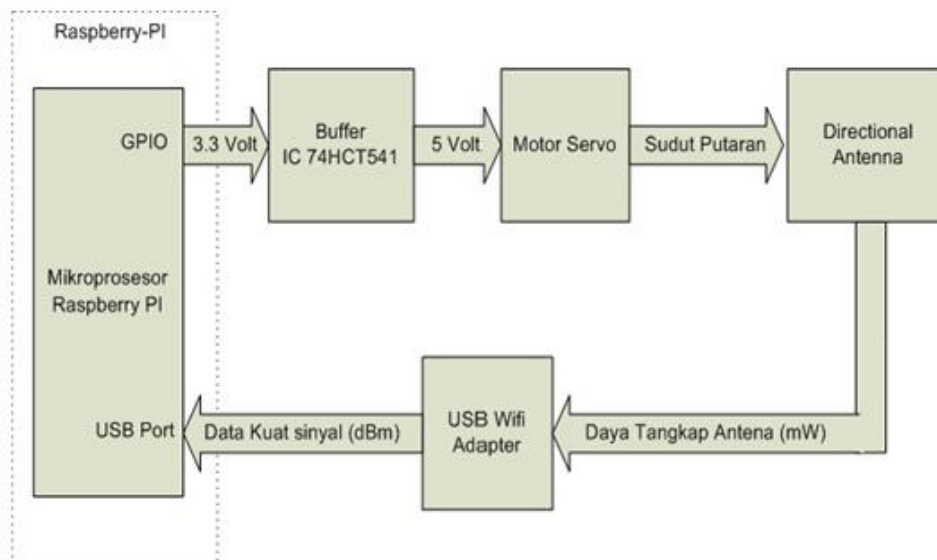 Raspberry-PI
GPIO
3.3 Volt
Buffer
IC 74HCT541
5 Volt
Motor Servo
Sudut Putaran
Directional
Antenna
Mikroprosesor
Raspberry PI
USB Port
Data Kuat sinyal (dBm)
USB Wifi
Adapter
Daya Tangkap Antena (mW)